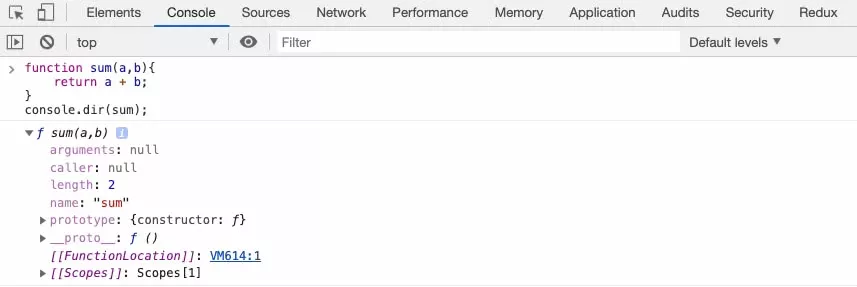 Elements Console Sources Network Performance Memory Application Audits Security Redux
top Filter Default levels
function sum(a,b){
    return a + b;
}
console.dir(sum);
ƒ sum(a,b) i
arguments: null
caller: null
length: 2
name: "sum"
prototype: {constructor: ƒ}
__proto__: ƒ ()
[[FunctionLocation]]: VM614:1
[[Scopes]]: Scopes[1]